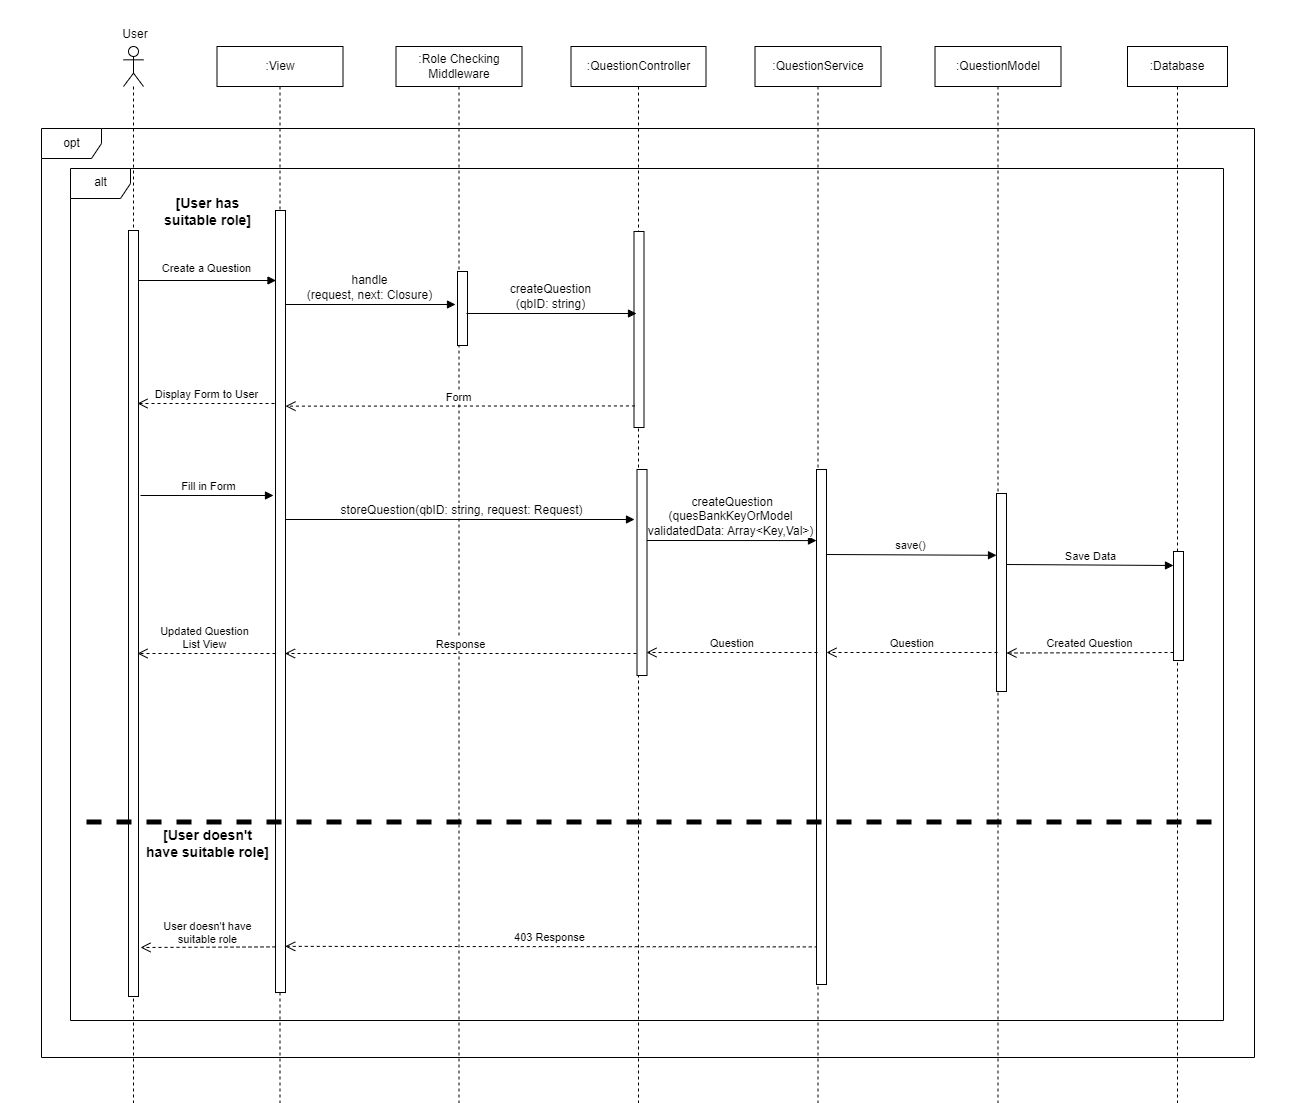 User
:View
:Role Checking
Middleware
:QuestionController
:QuestionService
:QuestionModel
:Database
opt
alt
[User has
suitable role]
Create a Question
handle
(request, next: Closure)
createQuestion
(qbID: string)
Display Form to User
Form
Fill in Form
storeQuestion(qbID: string, request: Request)
createQuestion
(quesBankKeyOrModel
validatedData: Array<Key,Val>)
save()
Save Data
Updated Question
List View
Response
Question
Question
Created Question
[User doesn't
have suitable role]
User doesn't have
suitable role
403 Response